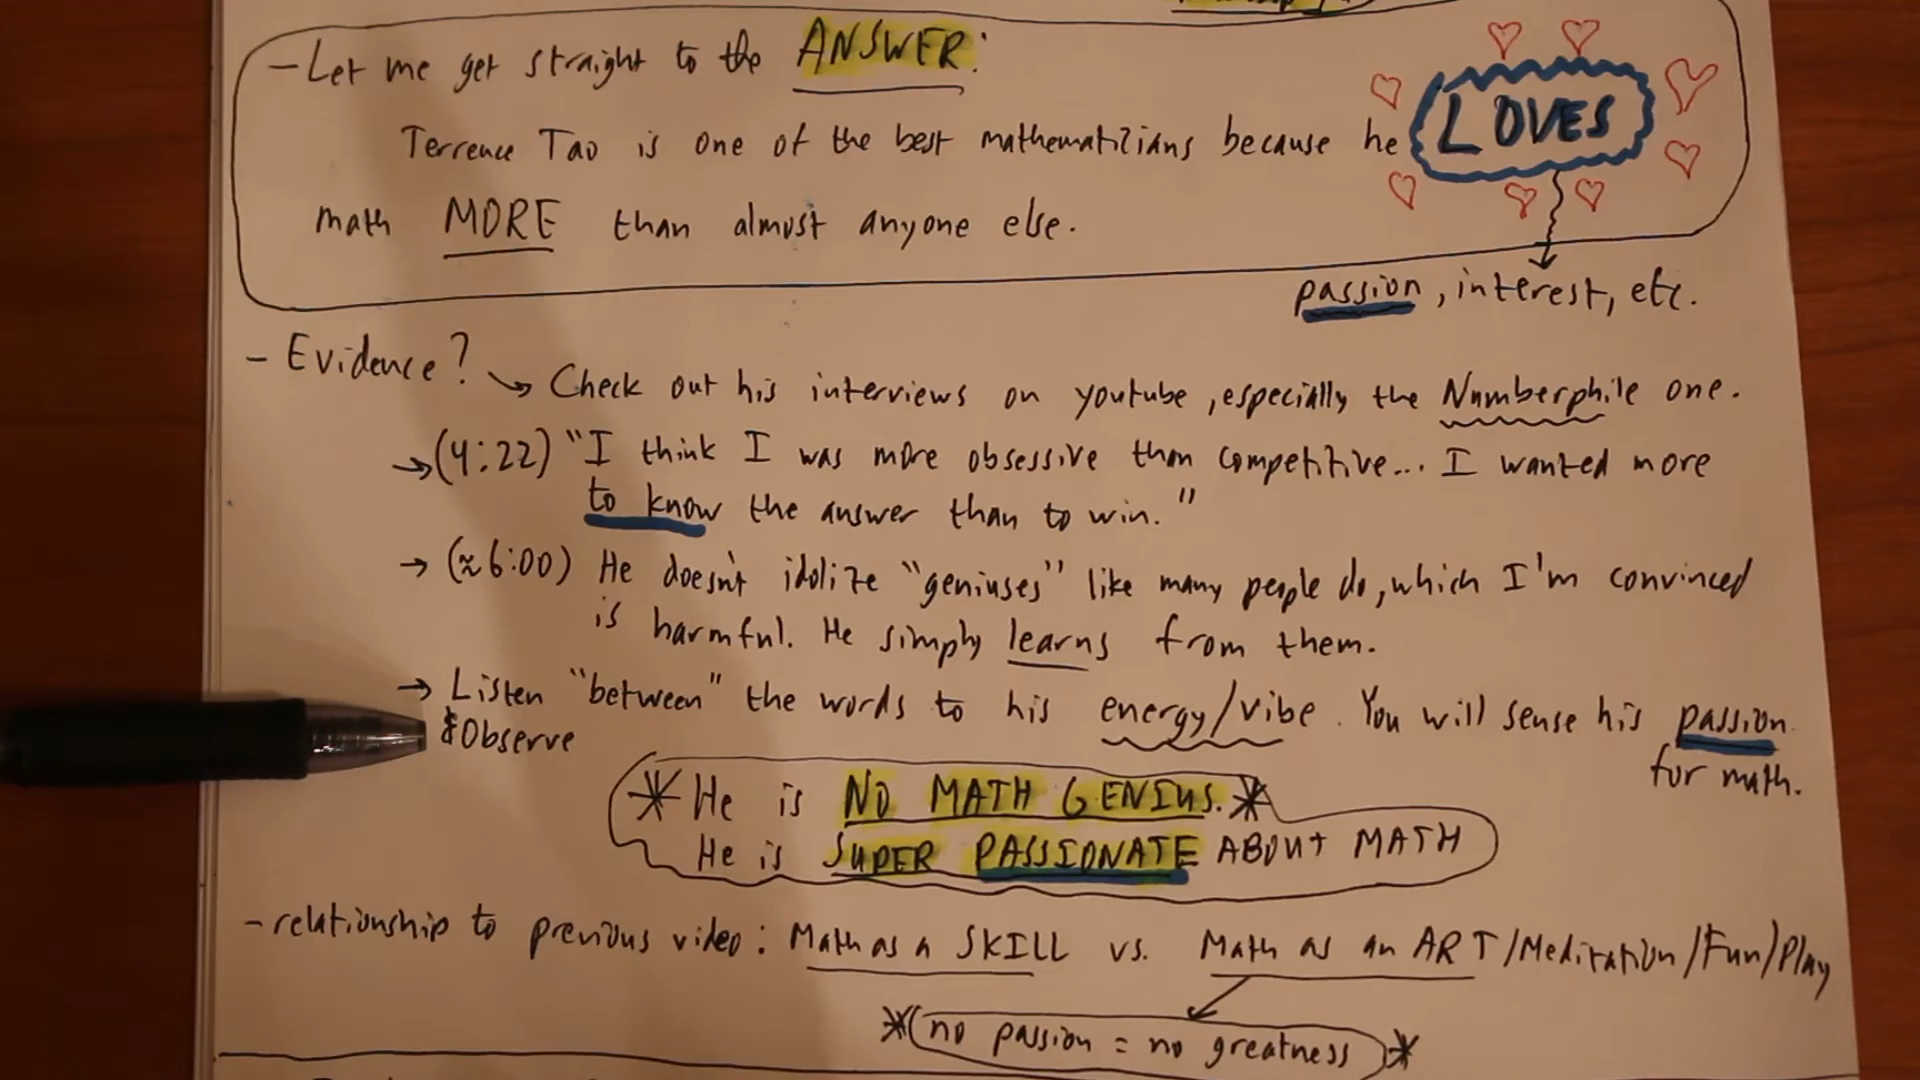 - Let me get straight to the ANSWER:
Terrence Tao is one of the best mathematicians because he LOVES
math MORE than almost anyone else.
passion, interest, etc.
- Evidence? Check out his interviews on youtube, especially the Numberphile one.
→ (4:22) "I think I was more obsessive than competitive... I wanted more
to know the answer than to win."
→ (≈6:00) He doesn't idolize "geniuses" like many people do, which I'm convinced
is harmful. He simply learns from them.
→ Listen "between" the words to his energy/vibe. You will sense his passion
& Observe
for math.
* He is NO MATH GENIUS. *
He is SUPER PASSIONATE ABOUT MATH
- relationship to previous video: Math as a SKILL vs. Math as an ART/Meditation/Fun/Play
* no passion = no greatness *